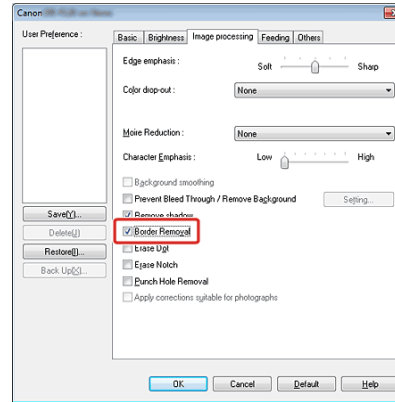 Canon
User Preference :
Basic Brightness Image processing Feeding Others
Edge emphasis :
Soft Sharp
Color drop-out :
None
Moire Reduction :
None
Character Emphasis :
Low High
Background smoothing
Prevent Bleed Through / Remove Background
Setting...
Remove shadow
Border Removal
Erase Dot
Erase Notch
Punch Hole Removal
Apply corrections suitable for photographs
Save(Y)...
Delete(J)
Restore(I)...
Back Up(X)...
OK Cancel Default Help